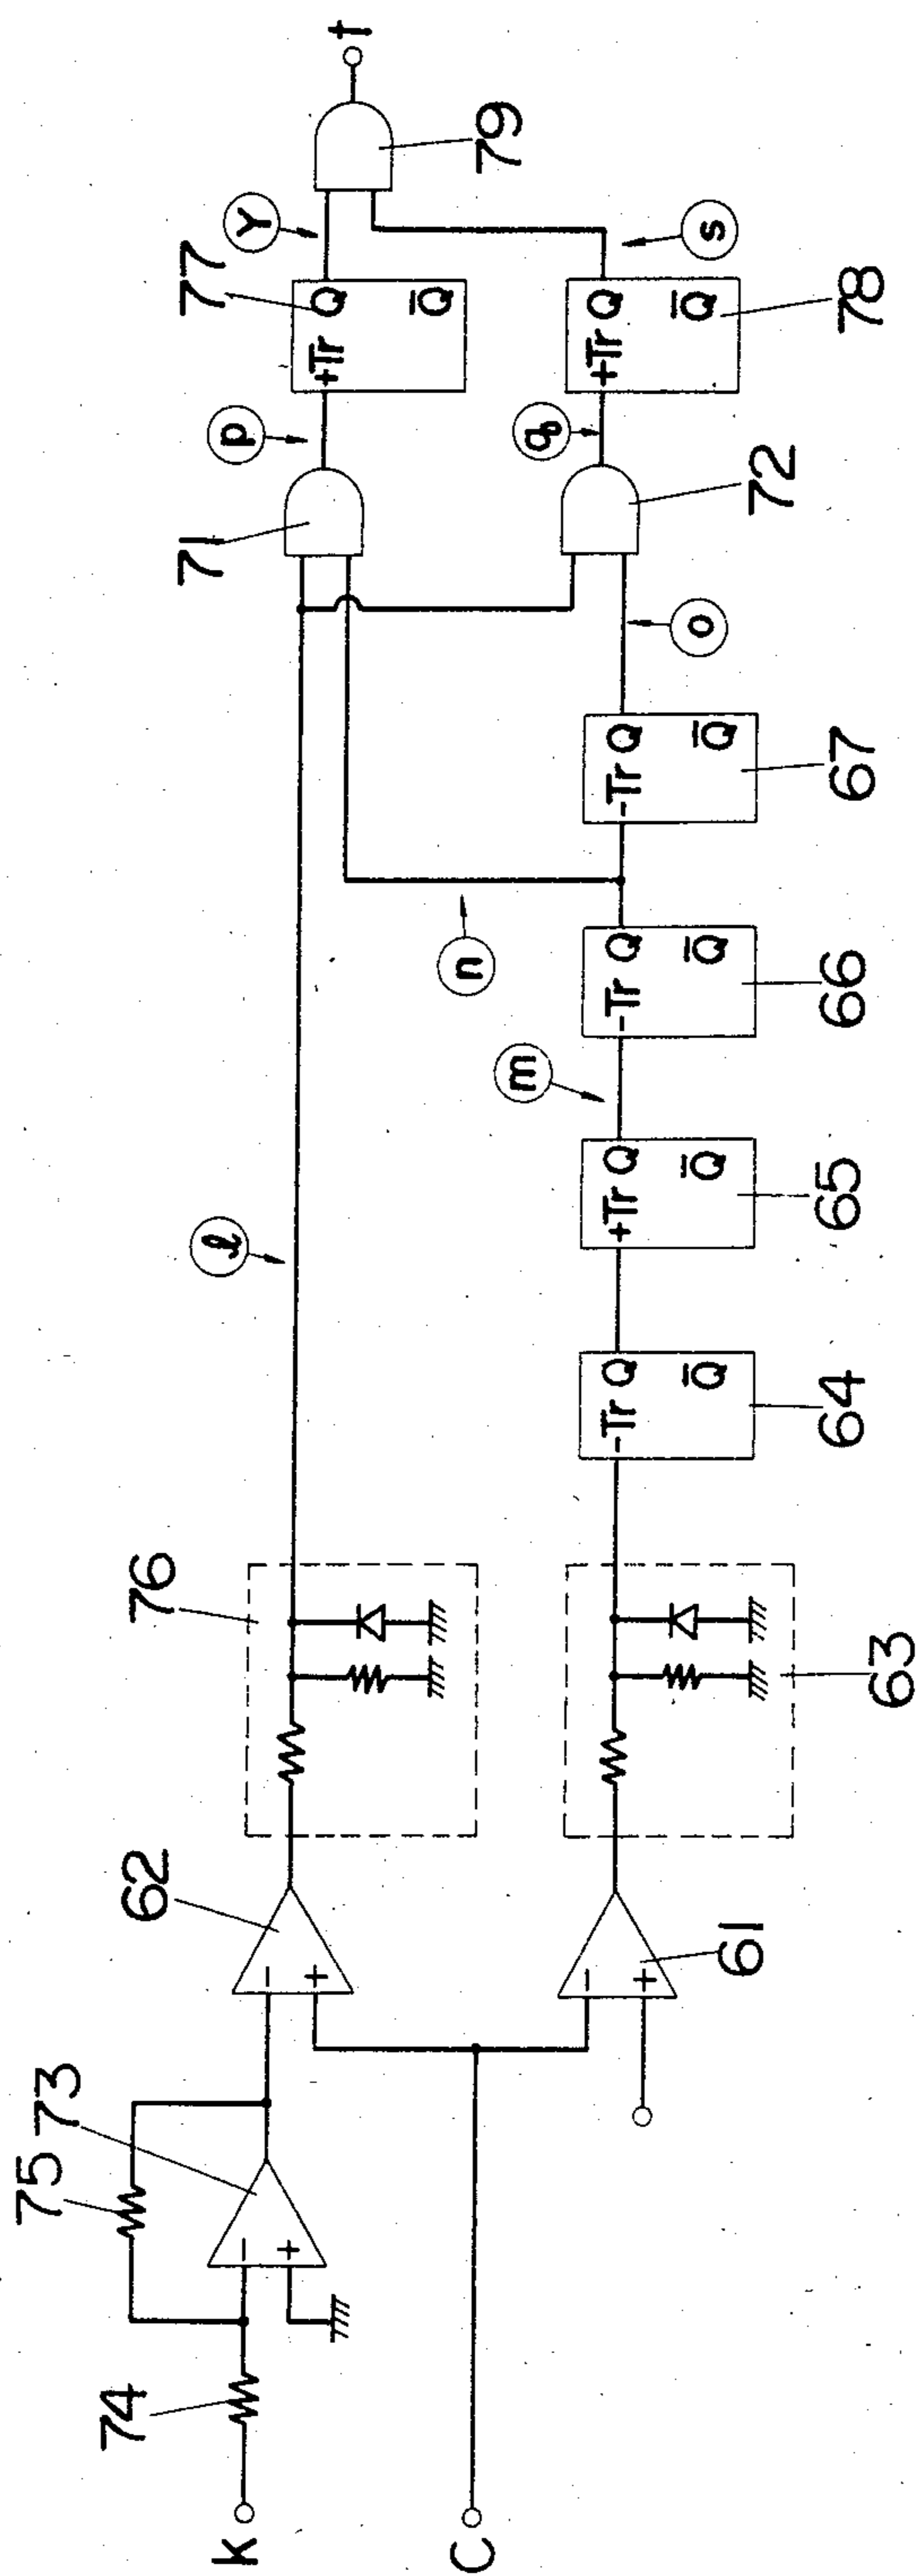 K
74
75
73
62
76
l
71
p
+Tr Q
Q̅
77
Y
79
t
C
61
63
-Tr Q
Q̅
64
+Tr Q
Q̅
65
m
-Tr Q
Q̅
66
n
-Tr Q
Q̅
67
o
72
q
+Tr Q
Q̅
78
s